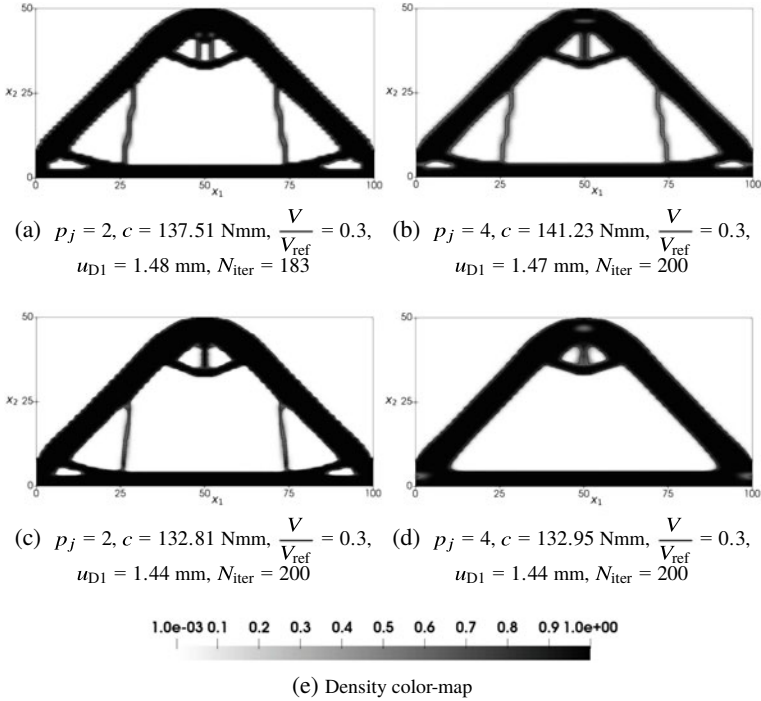 50
x₂ 25
0
0 25 50 75 100
x₁
50
x₂ 25
0
0 25 50 75 100
x₁
(a) p_j = 2, c = 137.51 Nmm, V/V_ref = 0.3,
u_D1 = 1.48 mm, N_iter = 183
(b) p_j = 4, c = 141.23 Nmm, V/V_ref = 0.3,
u_D1 = 1.47 mm, N_iter = 200
50
x₂ 25
0
0 25 50 75 100
x₁
50
x₂ 25
0
0 25 50 75 100
x₁
(c) p_j = 2, c = 132.81 Nmm, V/V_ref = 0.3,
u_D1 = 1.44 mm, N_iter = 200
(d) p_j = 4, c = 132.95 Nmm, V/V_ref = 0.3,
u_D1 = 1.44 mm, N_iter = 200
1.0e-03 0.1 0.2 0.3 0.4 0.5 0.6 0.7 0.8 0.9 1.0e+00
(e) Density color-map